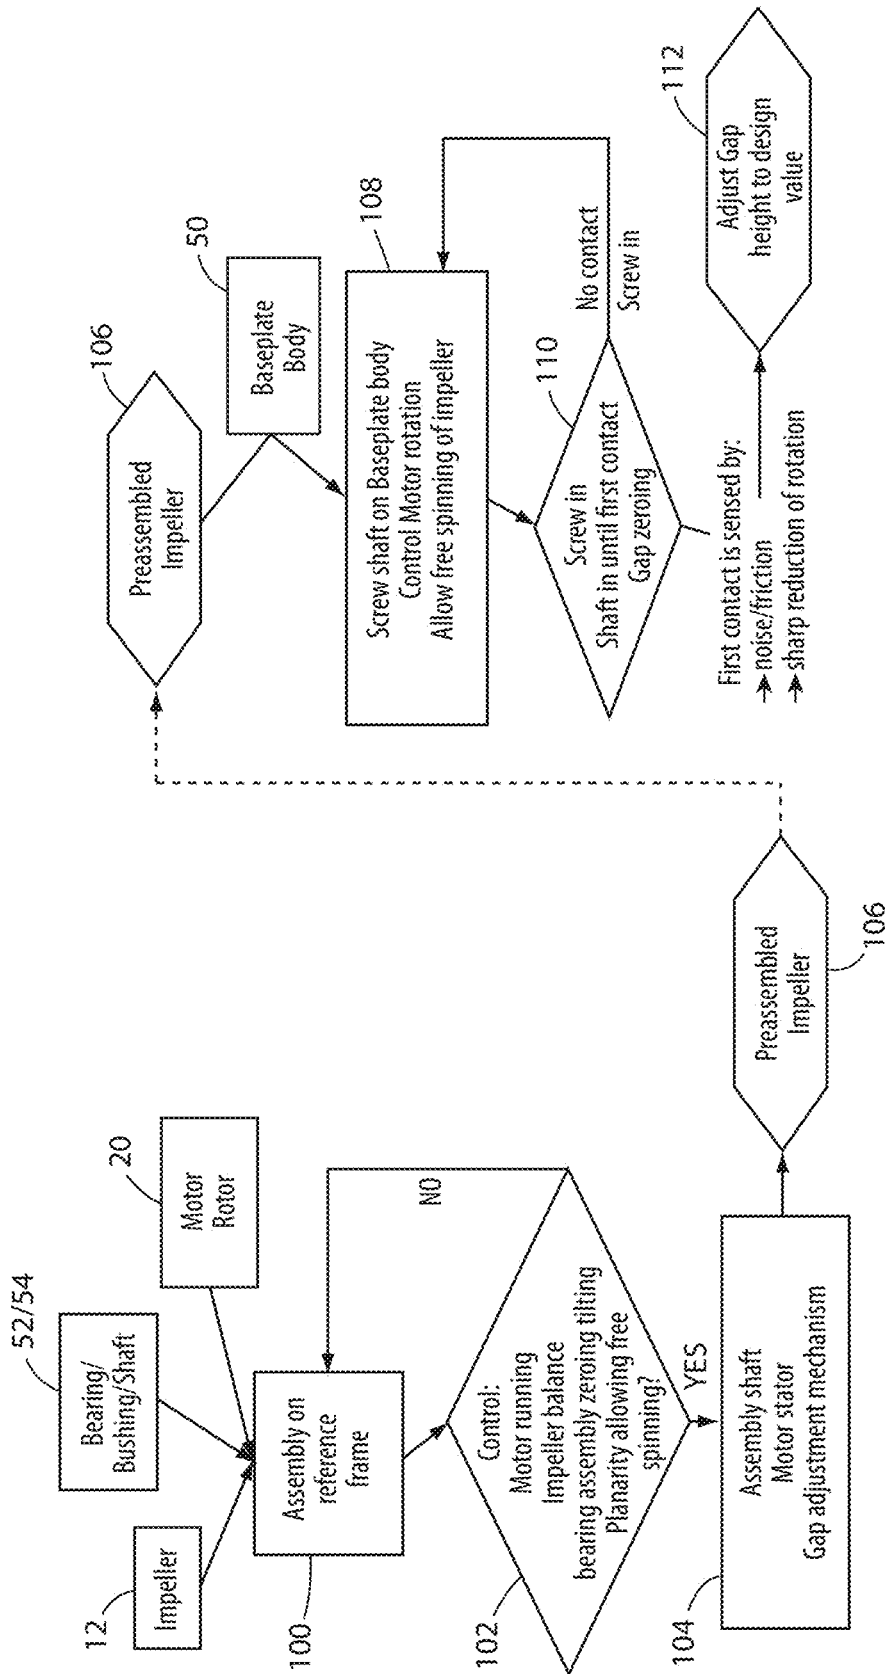 12
Impeller
52/54
Bearing/
Bushing/Shaft
20
Motor
Rotor
100
Assembly on
reference
frame
102
Control:
Motor running
Impeller balance
bearing assembly zeroing tilting
Planarity allowing free
spinning?
NO
YES
104
Assembly shaft
Motor stator
Gap adjustment mechanism
Preassembled
Impeller
106
106
Preassembled
Impeller
50
Baseplate
Body
108
Screw shaft on Baseplate body
Control Motor rotation
Allow free spinning of impeller
110
Screw in
Shaft in until first contact
Gap zeroing
No contact
Screw in
First contact is sensed by:
noise/friction
sharp reduction of rotation
112
Adjust Gap
height to design
value